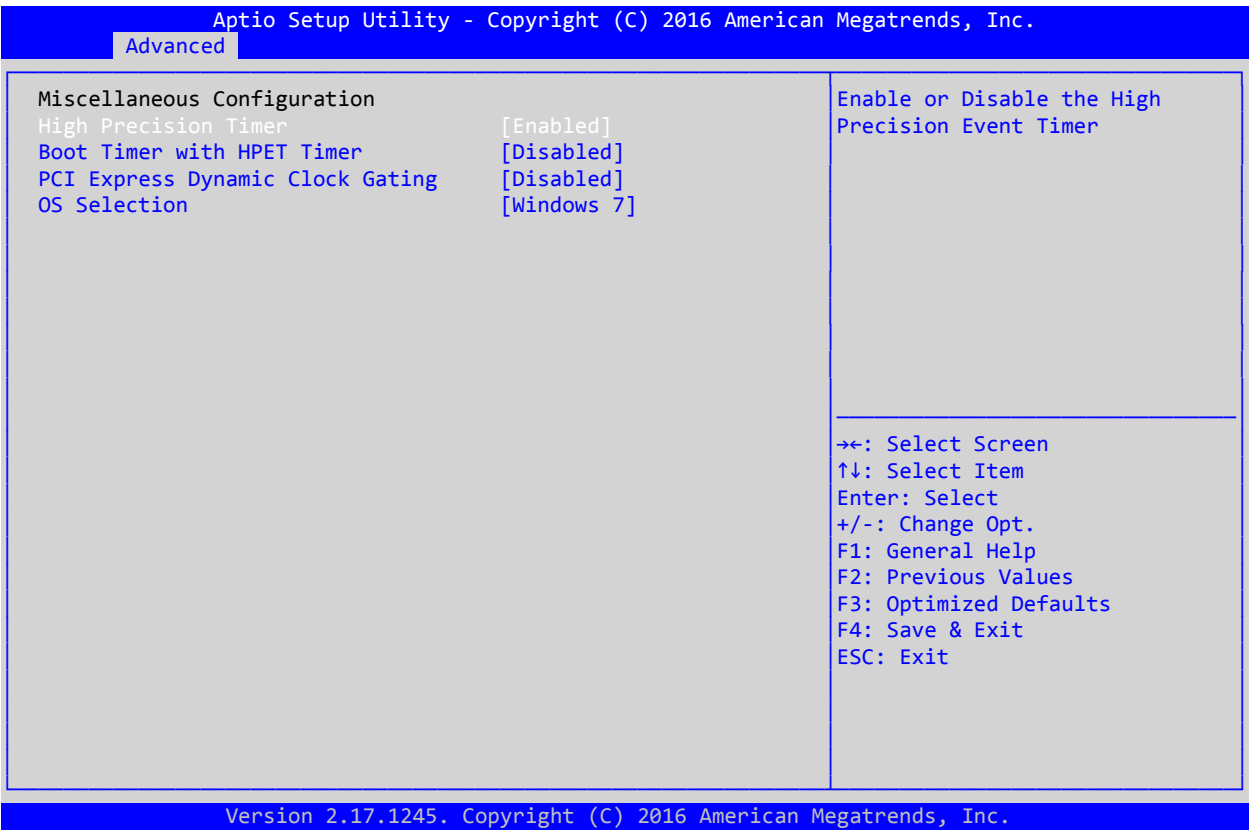 Aptio Setup Utility - Copyright (C) 2016 American Megatrends, Inc.
Advanced
Miscellaneous Configuration
High Precision Timer [Enabled]
Boot Timer with HPET Timer [Disabled]
PCI Express Dynamic Clock Gating [Disabled]
OS Selection [Windows 7]
Enable or Disable the High
Precision Event Timer
→←: Select Screen
↑↓: Select Item
Enter: Select
+/-: Change Opt.
F1: General Help
F2: Previous Values
F3: Optimized Defaults
F4: Save & Exit
ESC: Exit
Version 2.17.1245. Copyright (C) 2016 American Megatrends, Inc.